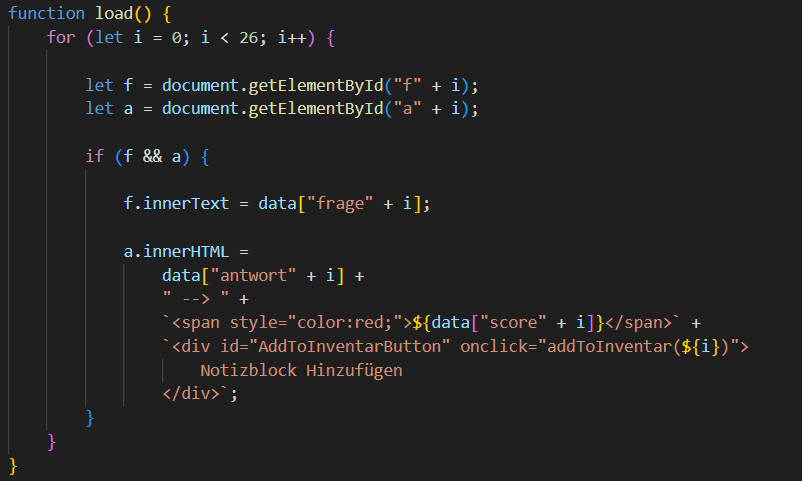 function load() {
for (let i = 0; i < 26; i++) {
let f = document.getElementById("f" + i);
let a = document.getElementById("a" + i);
if (f && a) {
f.innerText = data["frage" + i];
a.innerHTML =
data["antwort" + i] +
" --> " +
`<span style="color:red;">${data["score" + i]}</span>` +
`<div id="AddToInventarButton" onclick="addToInventar(${i})">
Notizblock Hinzufügen
</div>`;
}
}
}